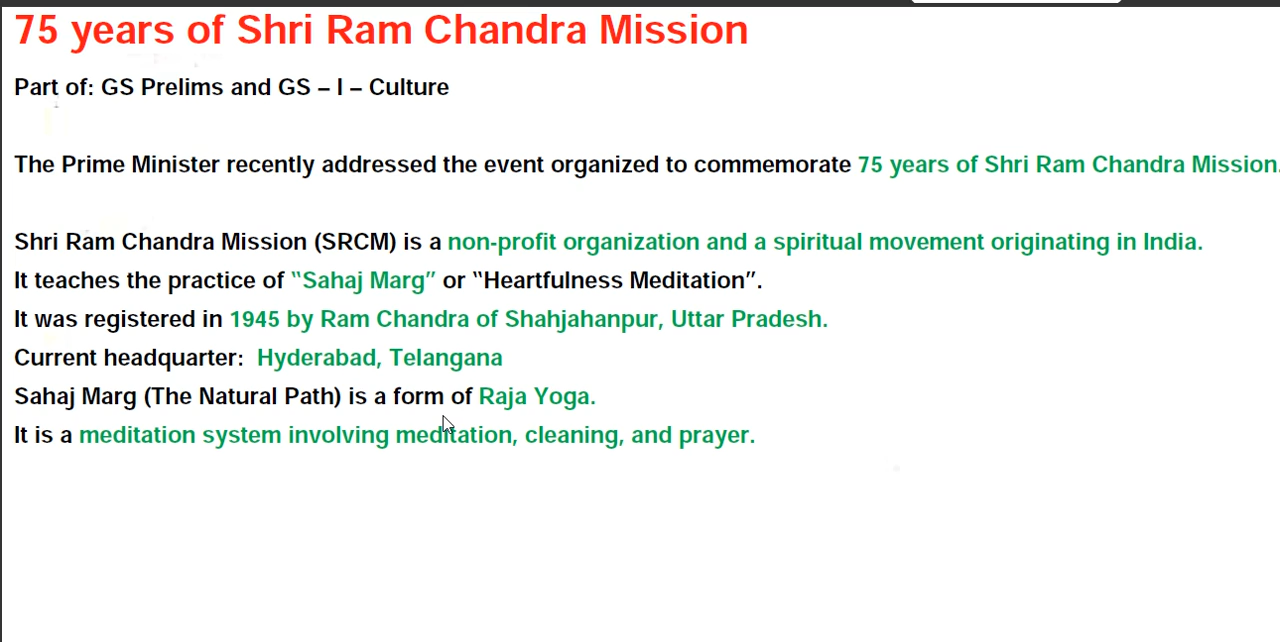 75 years of Shri Ram Chandra Mission
Part of: GS Prelims and GS – I – Culture
The Prime Minister recently addressed the event organized to commemorate 75 years of Shri Ram Chandra Mission.
Shri Ram Chandra Mission (SRCM) is a non-profit organization and a spiritual movement originating in India.
It teaches the practice of “Sahaj Marg” or “Heartfulness Meditation”.
It was registered in 1945 by Ram Chandra of Shahjahanpur, Uttar Pradesh.
Current headquarter: Hyderabad, Telangana
Sahaj Marg (The Natural Path) is a form of Raja Yoga.
It is a meditation system involving meditation, cleaning, and prayer.